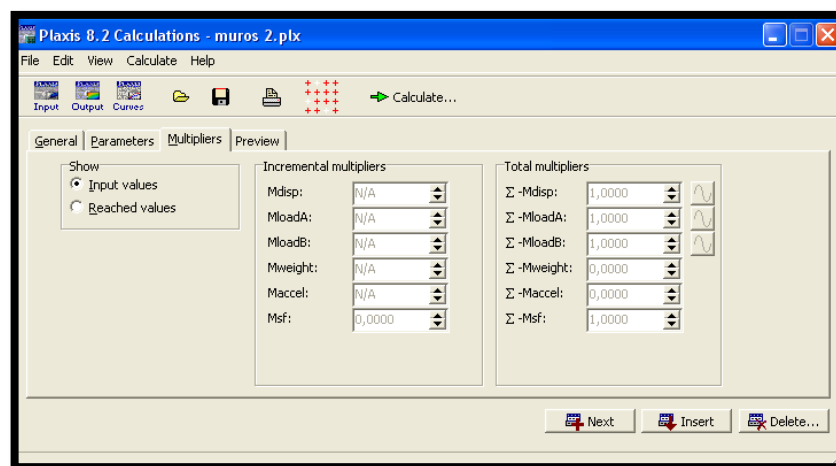 Plaxis 8.2 Calculations - muros 2.plx
File Edit View Calculate Help
Input Output Curves Calculate...
General Parameters Multipliers Preview
Show
Input values
Reached values
Incremental multipliers
Mdisp: N/A
MloadA: N/A
MloadB: N/A
Mweight: N/A
Maccel: N/A
Msf: 0,0000
Total multipliers
Σ -Mdisp: 1,0000
Σ -MloadA: 1,0000
Σ -MloadB: 1,0000
Σ -Mweight: 0,0000
Σ -Maccel: 0,0000
Σ -Msf: 1,0000
Next Insert Delete...